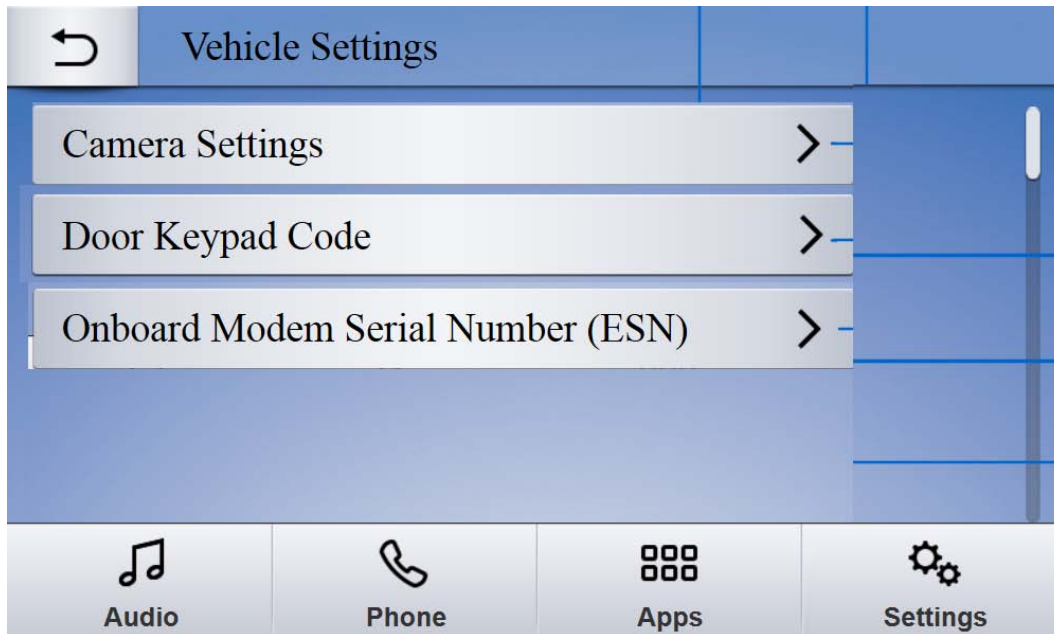 Vehicle Settings
Camera Settings
Door Keypad Code
Onboard Modem Serial Number (ESN)
Audio
Phone
Apps
Settings